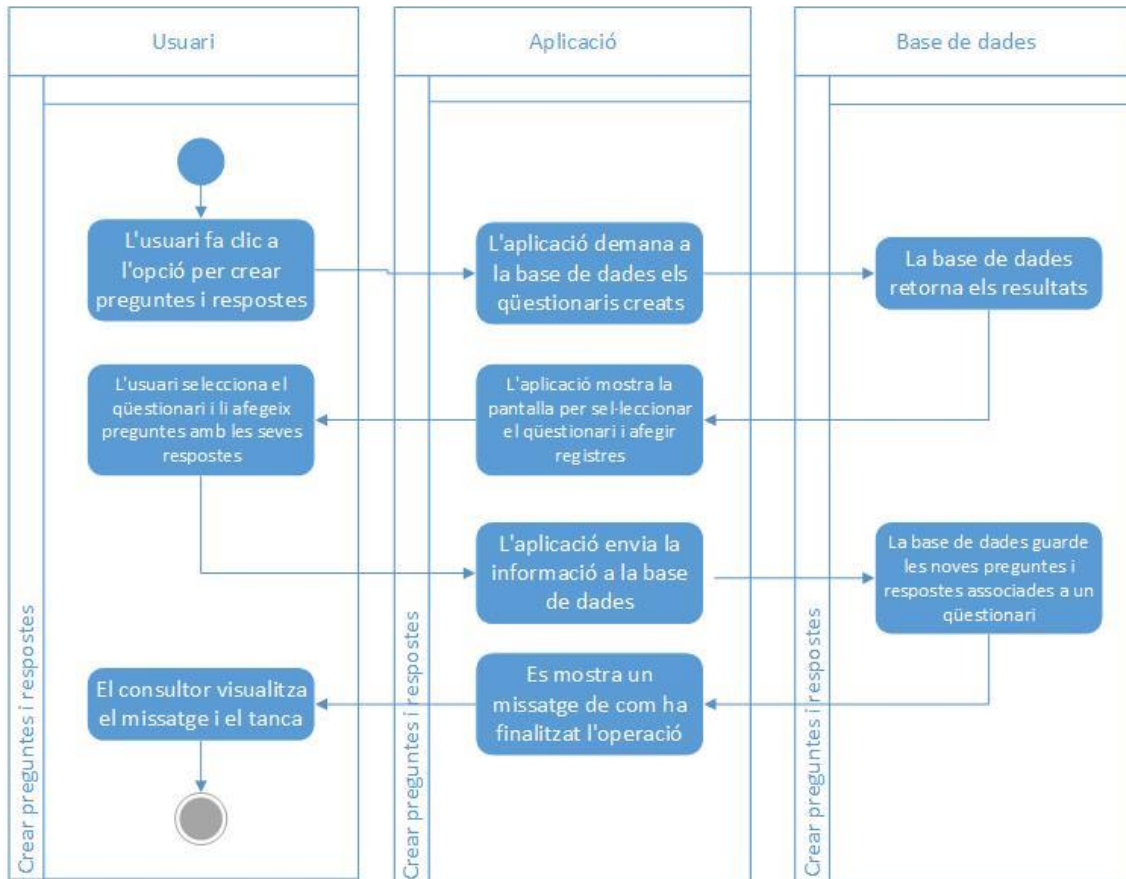 Usuari
Aplicació
Base de dades
L'usuari fa clic a
l'opció per crear
preguntes i respostes
L'aplicació demana a
la base de dades els
qüestionaris creats
La base de dades
retorna els resultats
L'aplicació mostra la
pantalla per sel·leccionar
el qüestionari i afegir
registres
L'usuari selecciona el
qüestionari i li afegeix
preguntes amb les seves
respostes
L'aplicació envia la
informació a la base
de dades
La base de dades guarde
les noves preguntes i
respostes associades a un
qüestionari
Es mostra un
missatge de com ha
finalitzat l'operació
El consultor visualitza
el missatge i el tanca
Crear preguntes i respostes
Crear preguntes i respostes
Crear preguntes i respostes